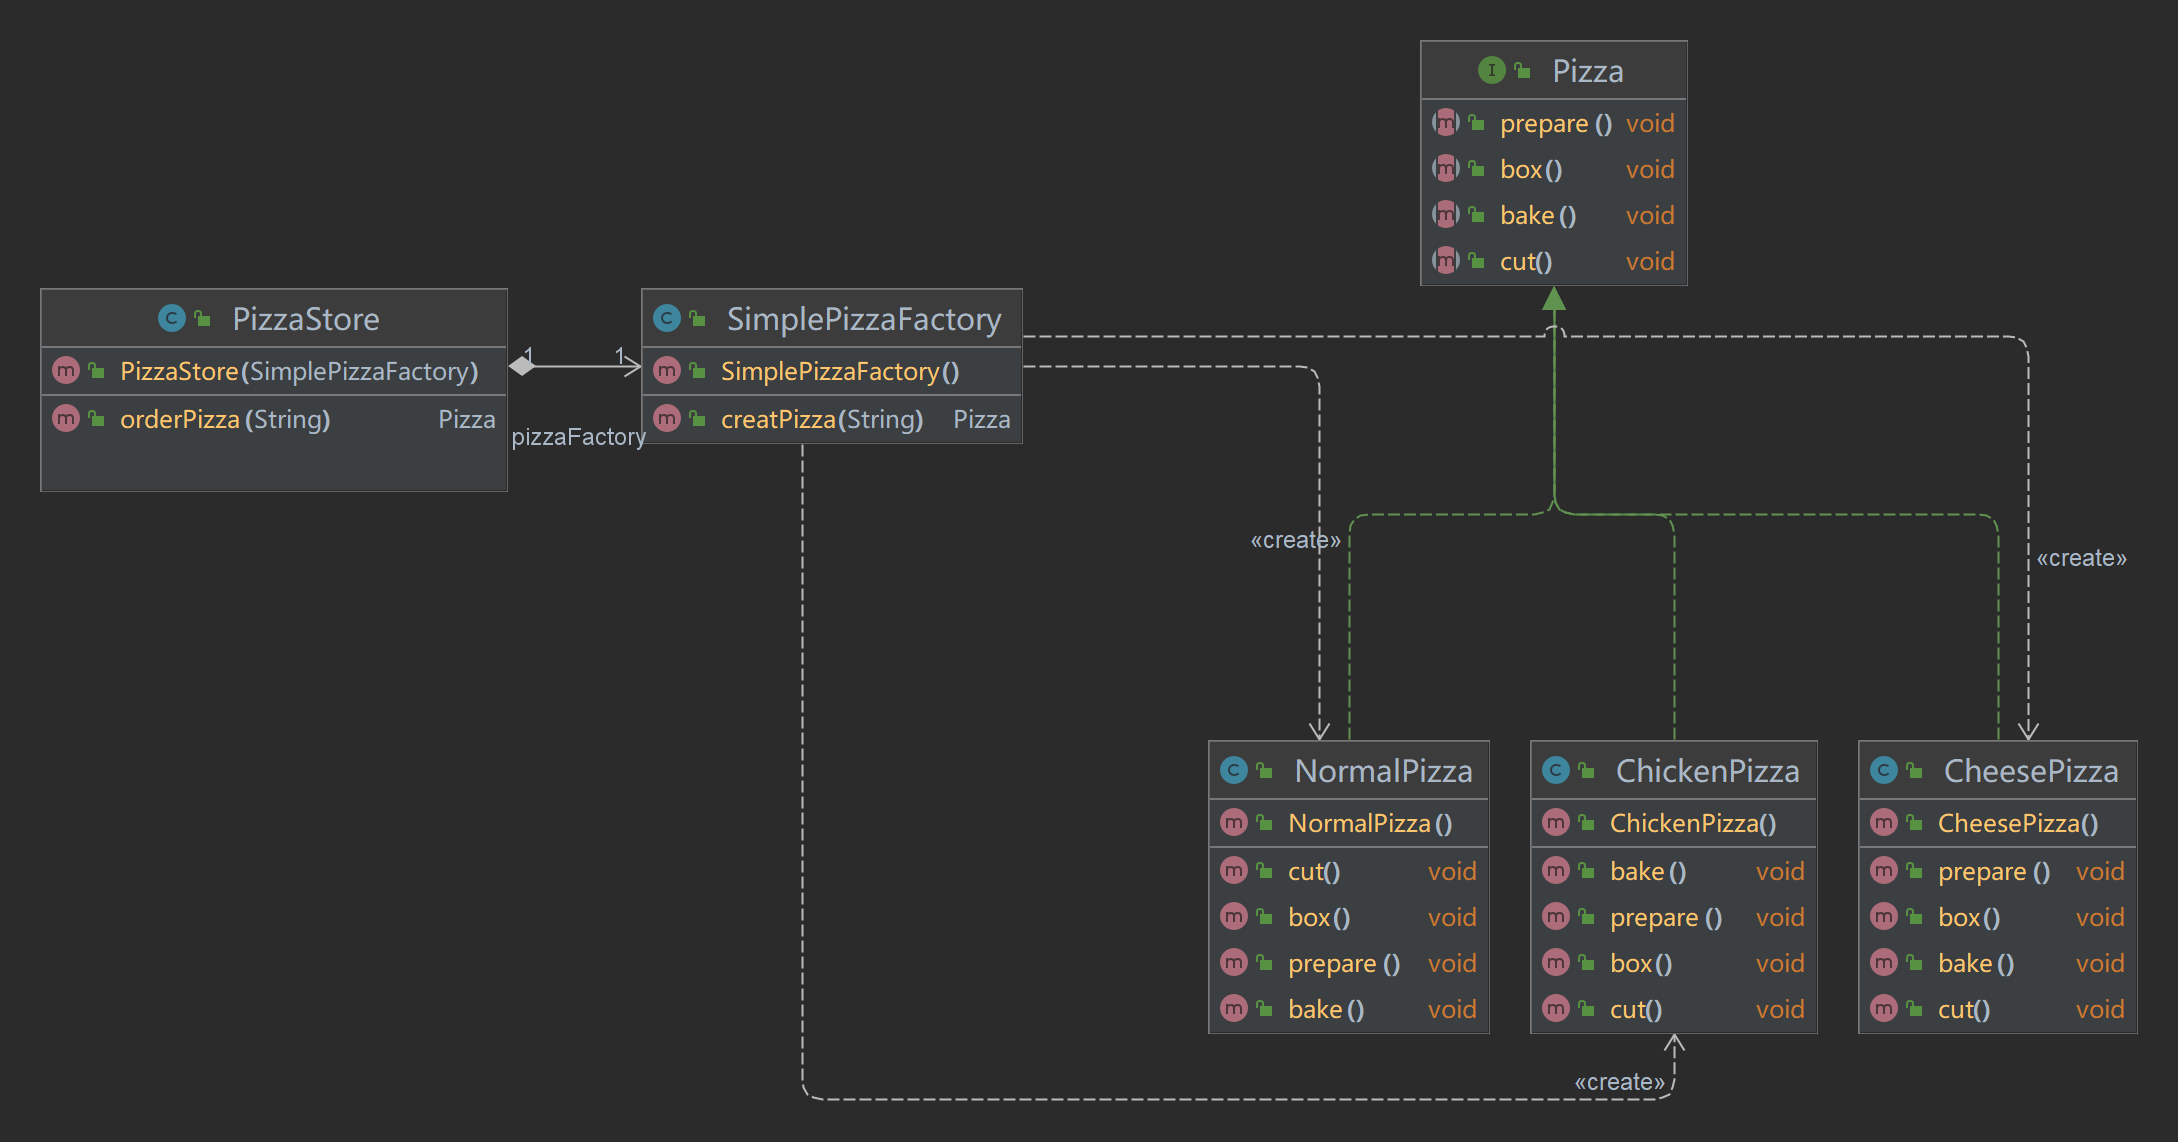 I Pizza
m prepare() void
m box() void
m bake() void
m cut() void
C PizzaStore
m PizzaStore(SimplePizzaFactory)
m orderPizza(String) Pizza
1 1
pizzaFactory
C SimplePizzaFactory
m SimplePizzaFactory()
m creatPizza(String) Pizza
«create»
«create»
C NormalPizza
m NormalPizza()
m cut() void
m box() void
m prepare() void
m bake() void
C ChickenPizza
m ChickenPizza()
m bake() void
m prepare() void
m box() void
m cut() void
C CheesePizza
m CheesePizza()
m prepare() void
m box() void
m bake() void
m cut() void
«create»